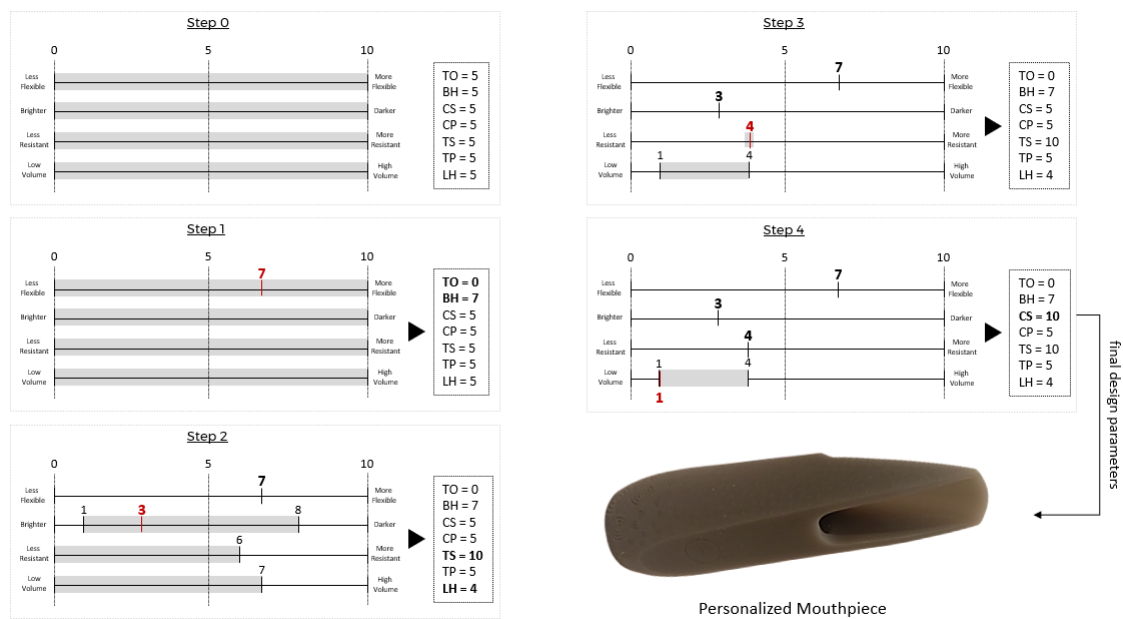 Step 0
0 5 10
Less Flexible More Flexible
Brighter Darker
Less Resistant More Resistant
Low Volume High Volume
TO = 5
BH = 5
CS = 5
CP = 5
TS = 5
TP = 5
LH = 5
Step 1
0 5 10
7
Less Flexible More Flexible
Brighter Darker
Less Resistant More Resistant
Low Volume High Volume
TO = 0
BH = 7
CS = 5
CP = 5
TS = 5
TP = 5
LH = 5
Step 2
0 5 10
7
Less Flexible More Flexible
1 3 8
Brighter Darker
6
Less Resistant More Resistant
7
Low Volume High Volume
TO = 0
BH = 7
CS = 5
CP = 5
TS = 10
TP = 5
LH = 4
Step 3
0 5 10
7
Less Flexible More Flexible
3
Brighter Darker
4
Less Resistant More Resistant
1 4
Low Volume High Volume
TO = 0
BH = 7
CS = 5
CP = 5
TS = 10
TP = 5
LH = 4
Step 4
0 5 10
7
Less Flexible More Flexible
3
Brighter Darker
4
Less Resistant More Resistant
1 4
Low Volume High Volume
1
TO = 0
BH = 7
CS = 10
CP = 5
TS = 10
TP = 5
LH = 4
final design parameters
Personalized Mouthpiece